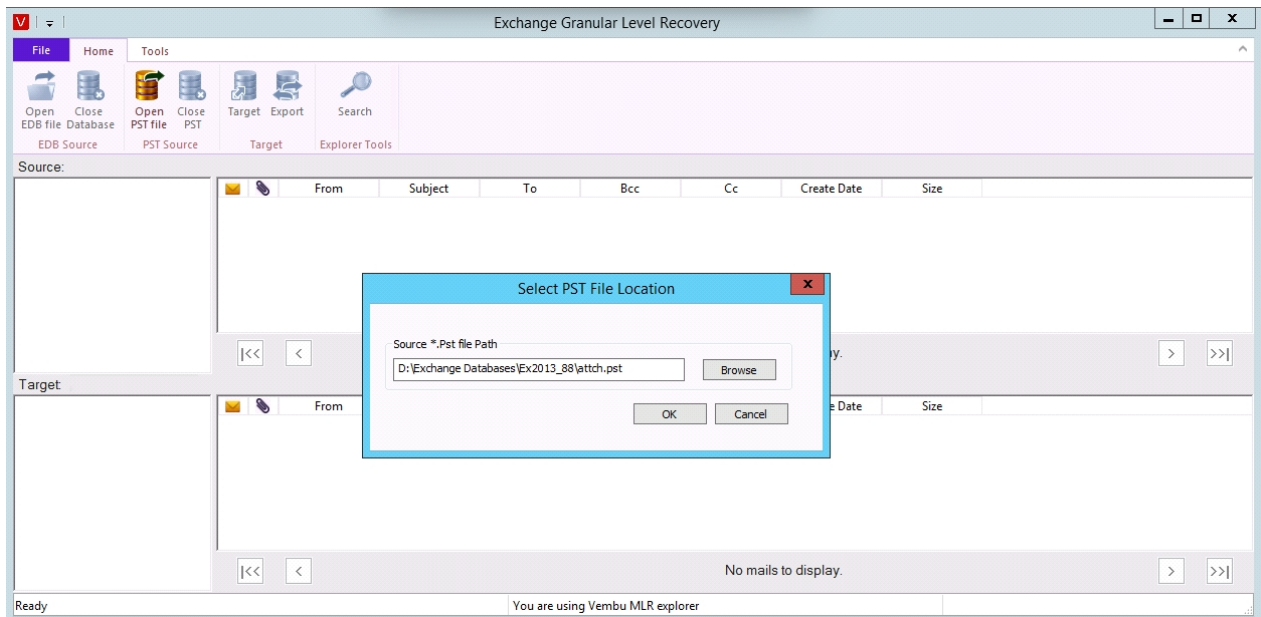 V
Exchange Granular Level Recovery
File Home Tools
Open EDB file
Close Database
Open PST file
Close PST
Target
Export
Search
EDB Source
PST Source
Target
Explorer Tools
Source:
From Subject To Bcc Cc Create Date Size
Select PST File Location
x
Source *.Pst file Path
D:\Exchange Databases\Ex2013_88\attch.pst
Browse
OK
Cancel
|<< < ay. > >>|
Target
From e Date Size
|<< < No mails to display. > >>|
Ready
You are using Vembu MLR explorer